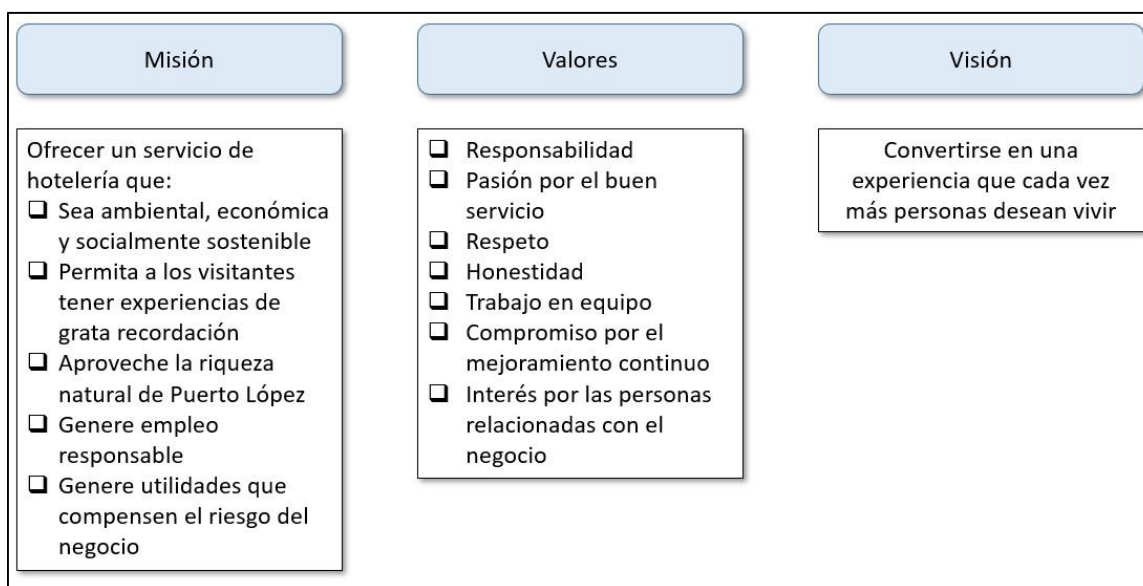 Misión
Ofrecer un servicio de
hotelería que:
❑ Sea ambiental, económica
y socialmente sostenible
❑ Permita a los visitantes
tener experiencias de
grata recordación
❑ Aproveche la riqueza
natural de Puerto López
❑ Genere empleo
responsable
❑ Genere utilidades que
compensen el riesgo del
negocio
Valores
❑ Responsabilidad
❑ Pasión por el buen
servicio
❑ Respeto
❑ Honestidad
❑ Trabajo en equipo
❑ Compromiso por el
mejoramiento continuo
❑ Interés por las personas
relacionadas con el
negocio
Visión
Convertirse en una
experiencia que cada vez
más personas desean vivir